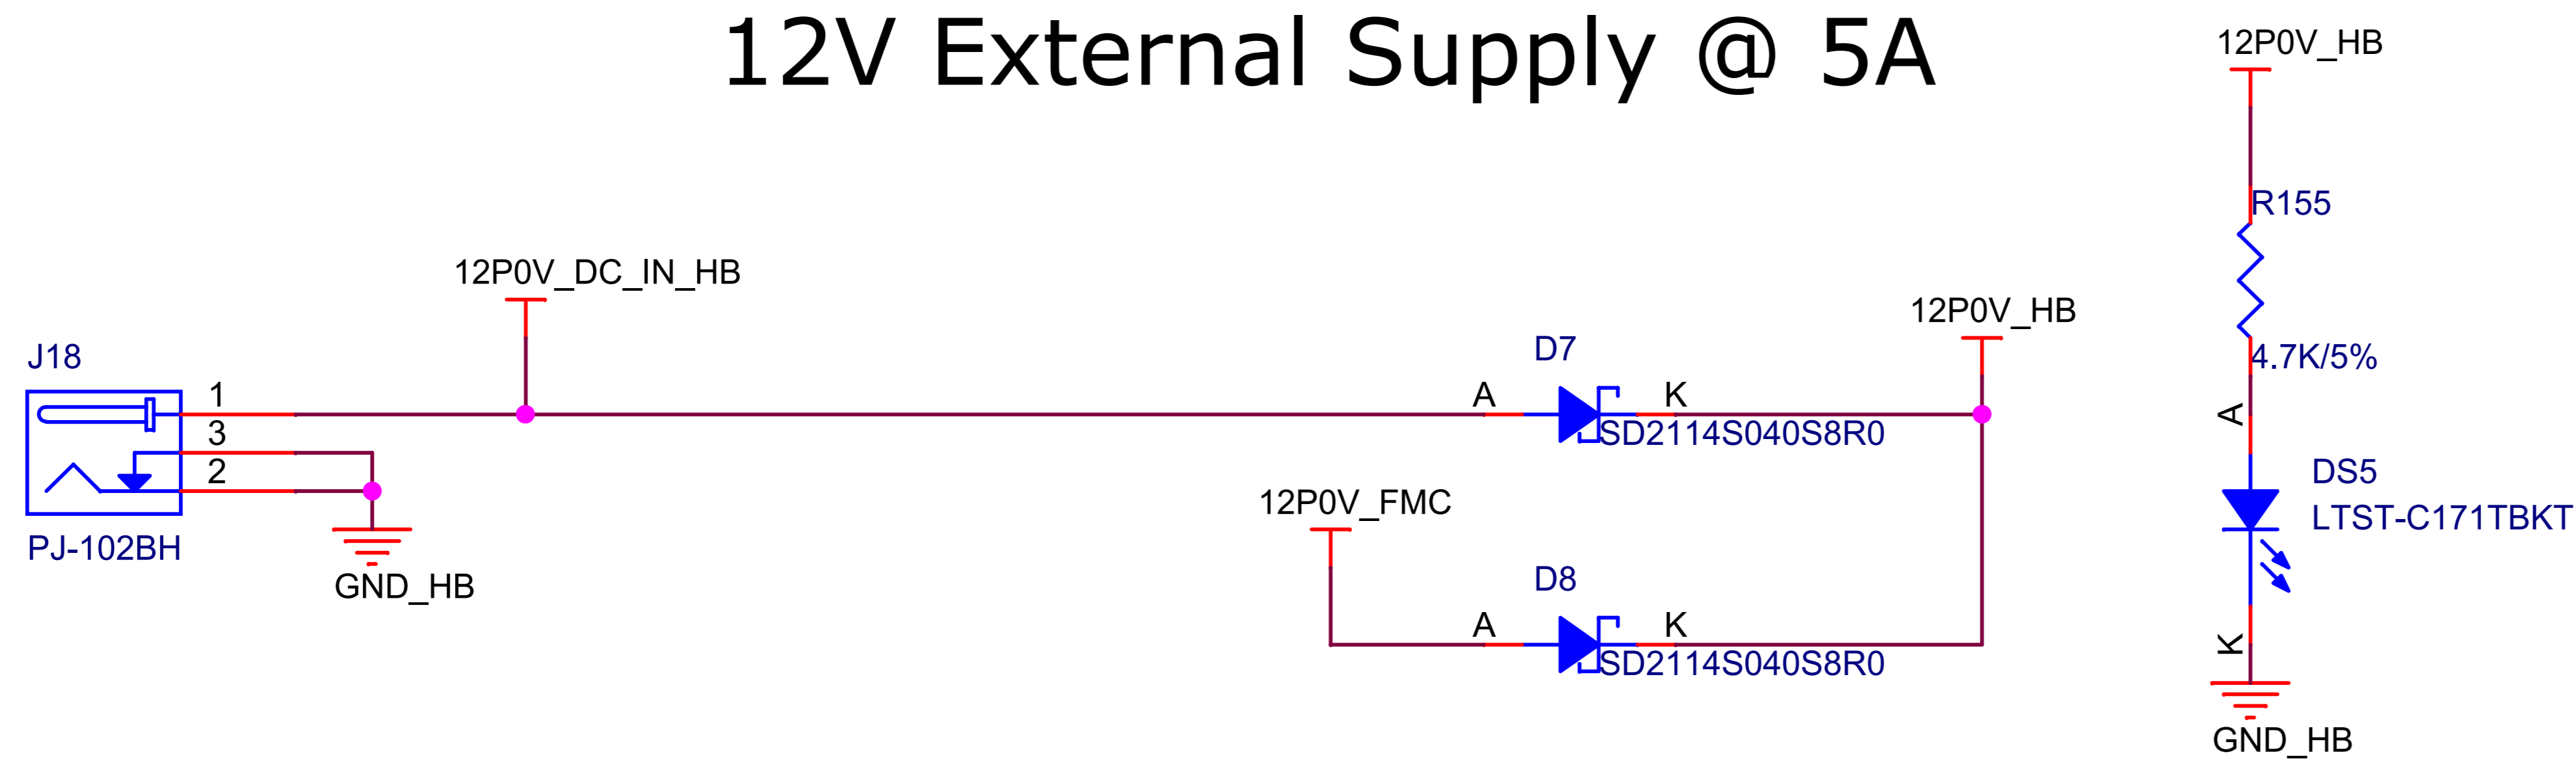 12V External Supply @ 5A
12P0V_HB
R155
4.7K/5%
A
DS5
LTST-C171TBKT
K
GND_HB
12P0V_DC_IN_HB
J18
1
3
2
PJ-102BH
GND_HB
D7
A
K
SD2114S040S8R0
12P0V_HB
12P0V_FMC
D8
A
K
SD2114S040S8R0